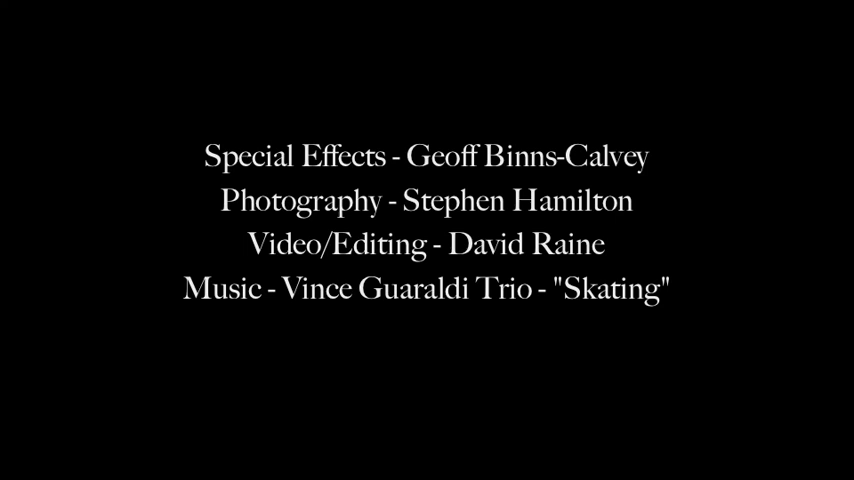 Special Effects - Geoff Binns-Calvey
Photography - Stephen Hamilton
Video/Editing - David Raine
Music - Vince Guaraldi Trio - "Skating"